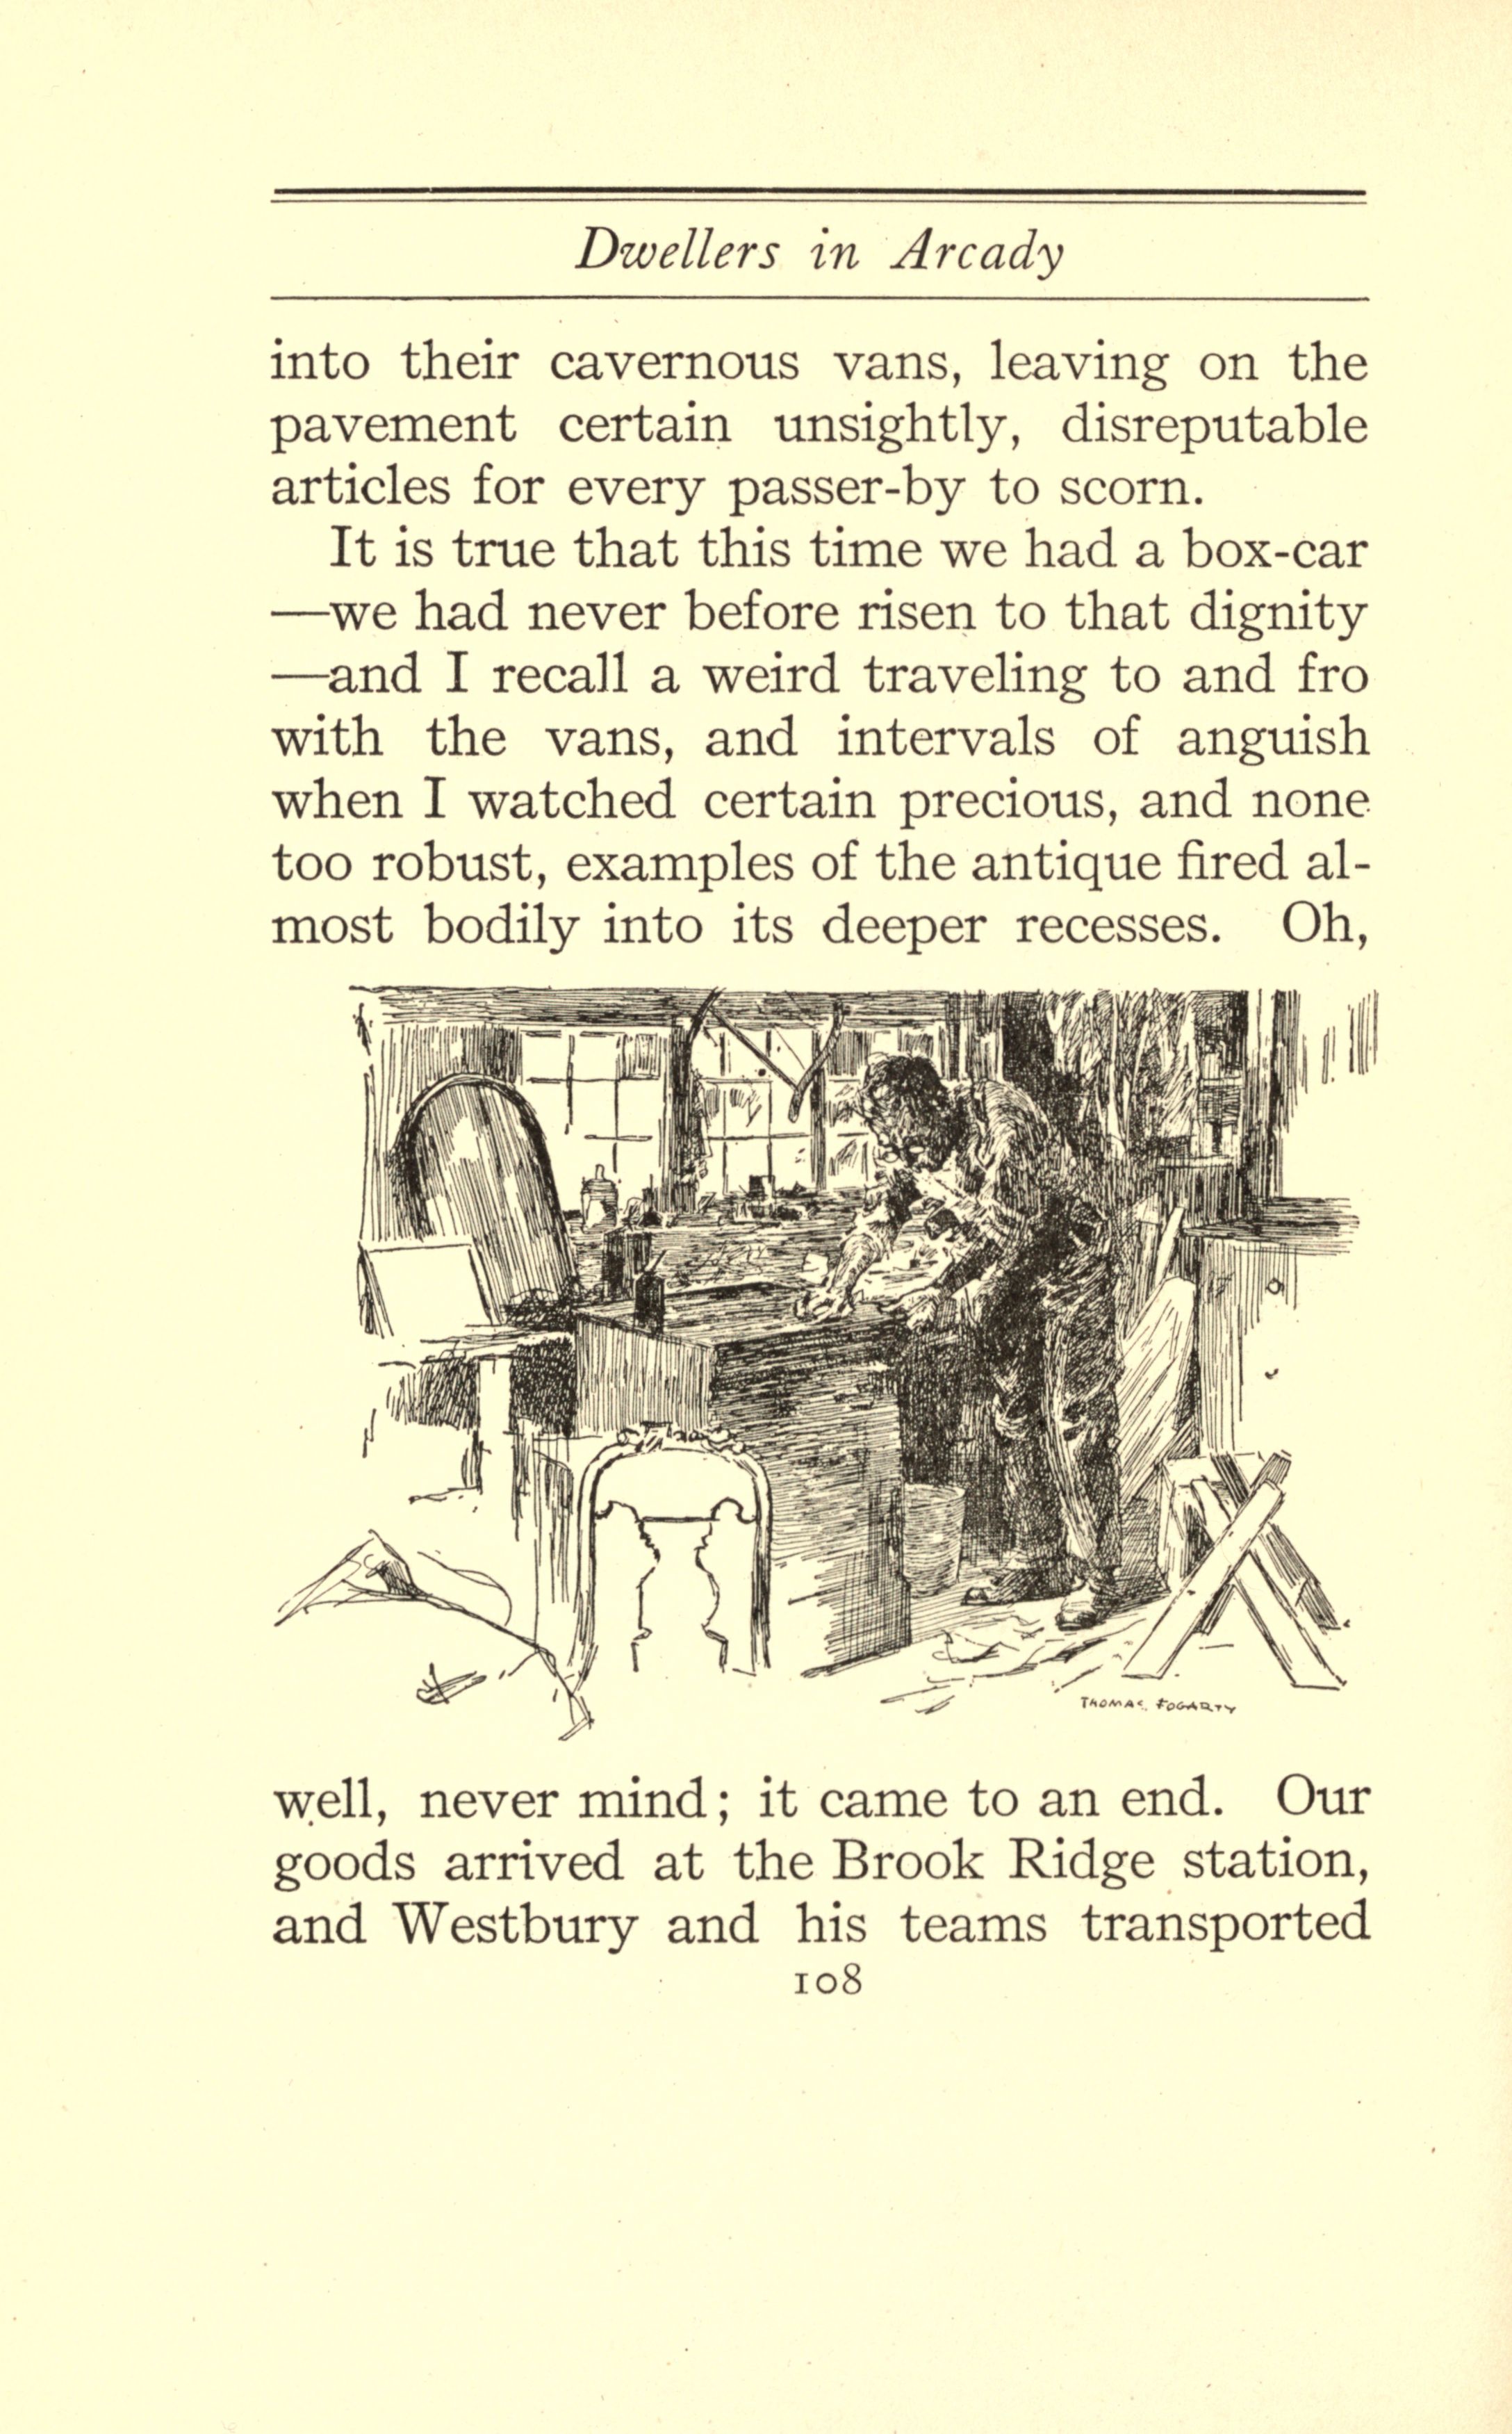 Dwellers in Arcady
into their cavernous vans, leaving on the
pavement certain unsightly, disreputable
articles for every passer-by to scorn.
It is true that this time we had a box-car
—we had never before risen to that dignity
—and I recall a weird traveling to and fro
with the vans, and intervals of anguish
when I watched certain precious, and none
too robust, examples of the antique fired al-
most bodily into its deeper recesses. Oh,
THOMAS FOGARTY
well, never mind; it came to an end. Our
goods arrived at the Brook Ridge station,
and Westbury and his teams transported
108